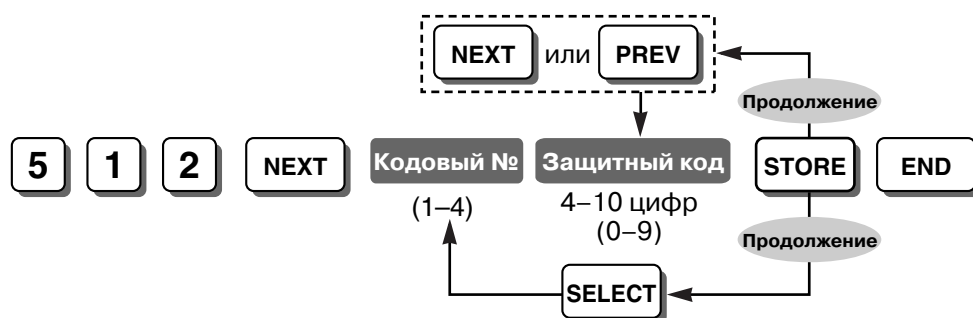 NEXT или PREV
Продолжение
5 1 2 NEXT Кодовый № Защитный код STORE END
(1–4) 4–10 цифр
(0–9)
Продолжение
SELECT